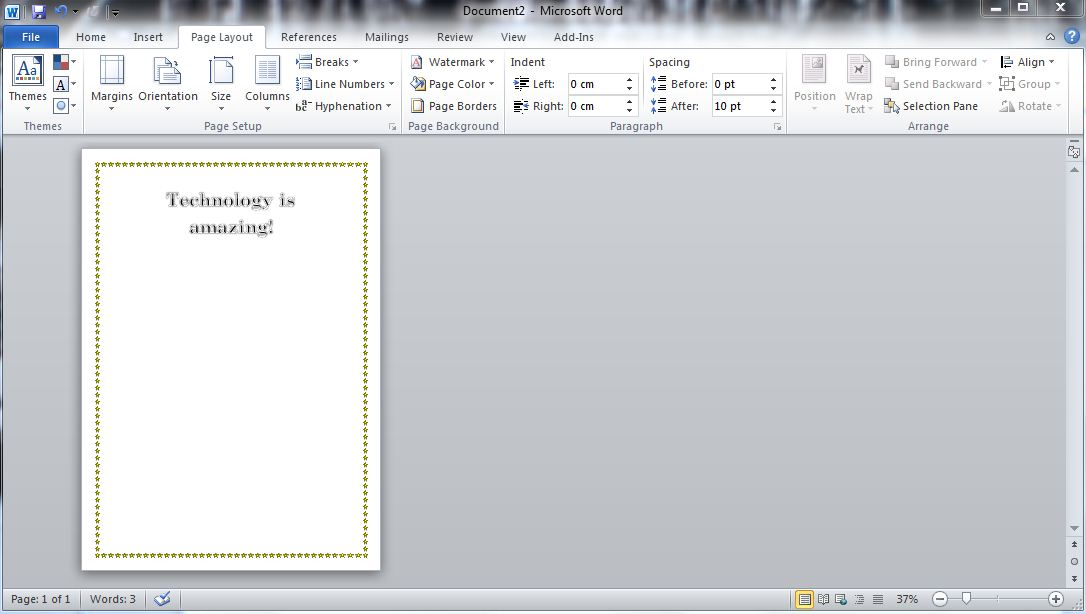 Document2 - Microsoft Word
File Home Insert Page Layout References Mailings Review View Add-Ins
Themes
Themes
Margins Orientation Size Columns
Breaks
Line Numbers
Hyphenation
Page Setup
Watermark
Page Color
Page Borders
Page Background
Indent
Left: 0 cm
Right: 0 cm
Spacing
Before: 0 pt
After: 10 pt
Paragraph
Position
Wrap
Text
Bring Forward
Send Backward
Selection Pane
Align
Group
Rotate
Arrange
Technology is
amazing!
Page: 1 of 1 Words: 3 37%